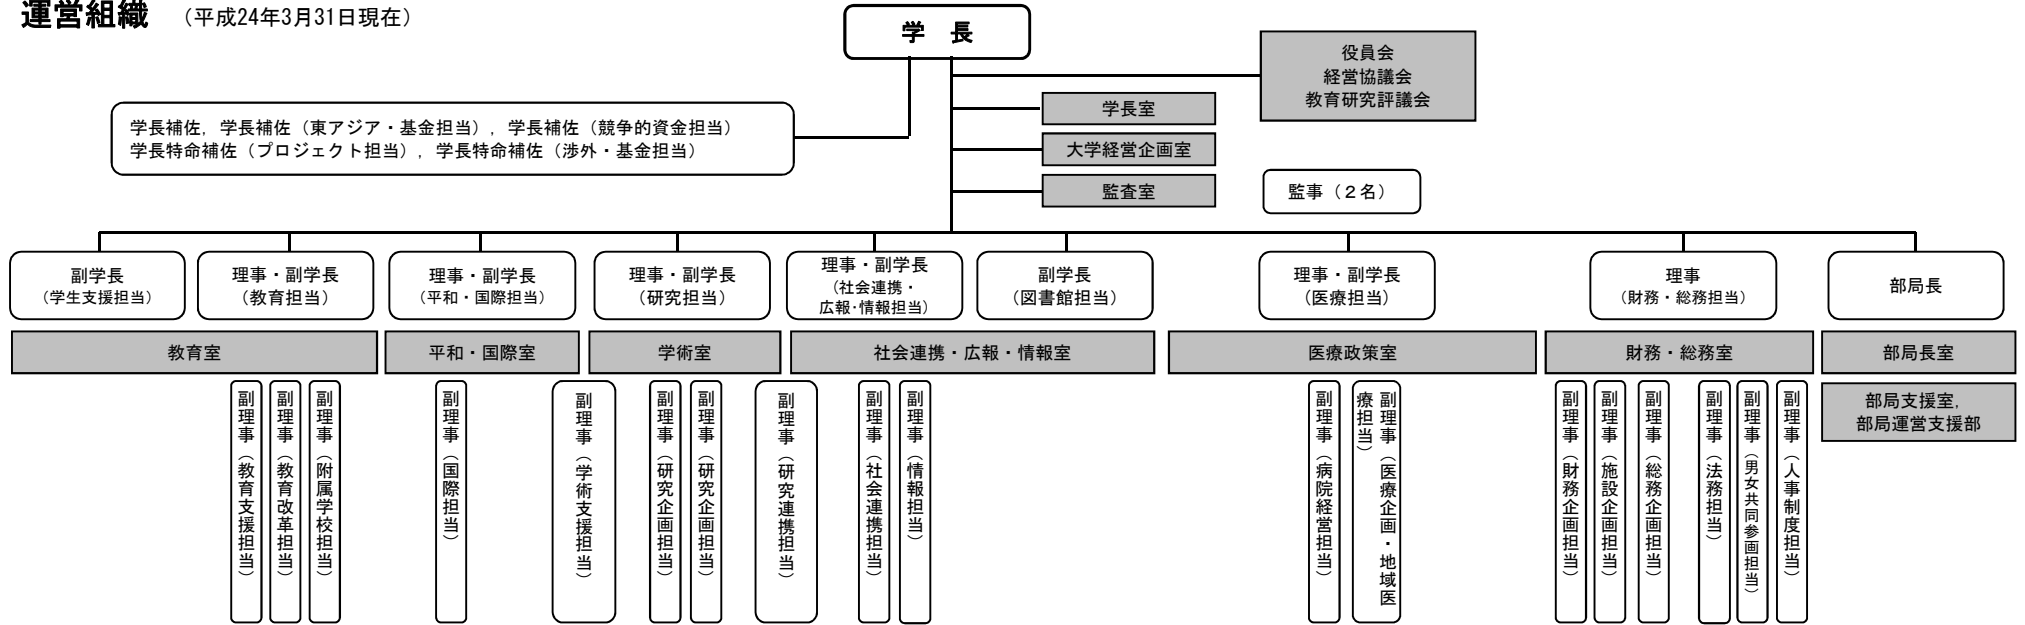 運営組織 （平成24年3月31日現在）
学　長
役員会
経営協議会
教育研究評議会
学長室
学長補佐，学長補佐（東アジア・基金担当），学長補佐（競争的資金担当）
学長特命補佐（プロジェクト担当），学長特命補佐（渉外・基金担当）
大学経営企画室
監査室
監事（２名）
副学長
（学生支援担当）
理事・副学長
（教育担当）
理事・副学長
（平和・国際担当）
理事・副学長
（研究担当）
理事・副学長
（社会連携・
広報・情報担当）
副学長
（図書館担当）
理事・副学長
（医療担当）
理事
（財務・総務担当）
部局長
教育室
平和・国際室
学術室
社会連携・広報・情報室
医療政策室
財務・総務室
部局長室
副理事（教育支援担当）
副理事（教育改革担当）
副理事（附属学校担当）
副理事（国際担当）
副理事（学術支援担当）
副理事（研究企画担当）
副理事（研究企画担当）
副理事（研究連携担当）
副理事（社会連携担当）
副理事（情報担当）
副理事（病院経営担当）
副理事（医療企画・地域医
療担当）
副理事（財務企画担当）
副理事（施設企画担当）
副理事（総務企画担当）
副理事（法務担当）
副理事（男女共同参画担当）
副理事（人事制度担当）
部局支援室，
部局運営支援部